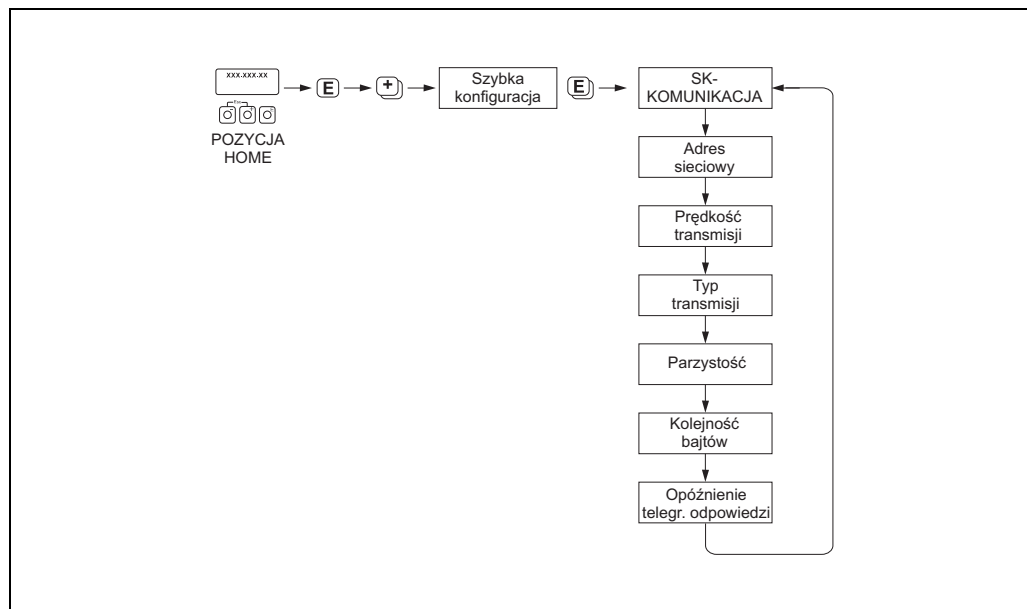 XXX.XXX.XX
Esc
- + E
POZYCJA
HOME
E
+
Szybka
konfiguracja
E
SK-
KOMUNIKACJA
Adres
sieciowy
Prędkość
transmisji
Typ
transmisji
Parzystość
Kolejność
bajtów
Opóźnienie
telegr. odpowiedzi